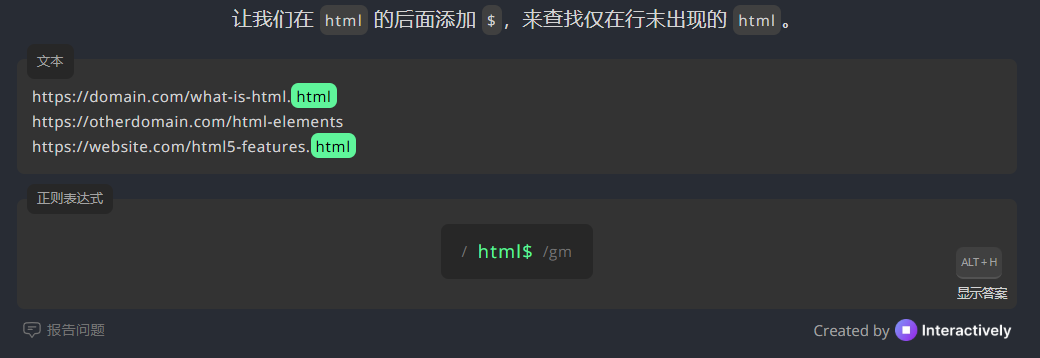 让我们在 html 的后面添加 $，来查找仅在行末出现的 html。
文本
https://domain.com/what-is-html.html
https://otherdomain.com/html-elements
https://website.com/html5-features.html
正则表达式
/ html$ /gm
ALT + H
显示答案
报告问题
Created by Interactively